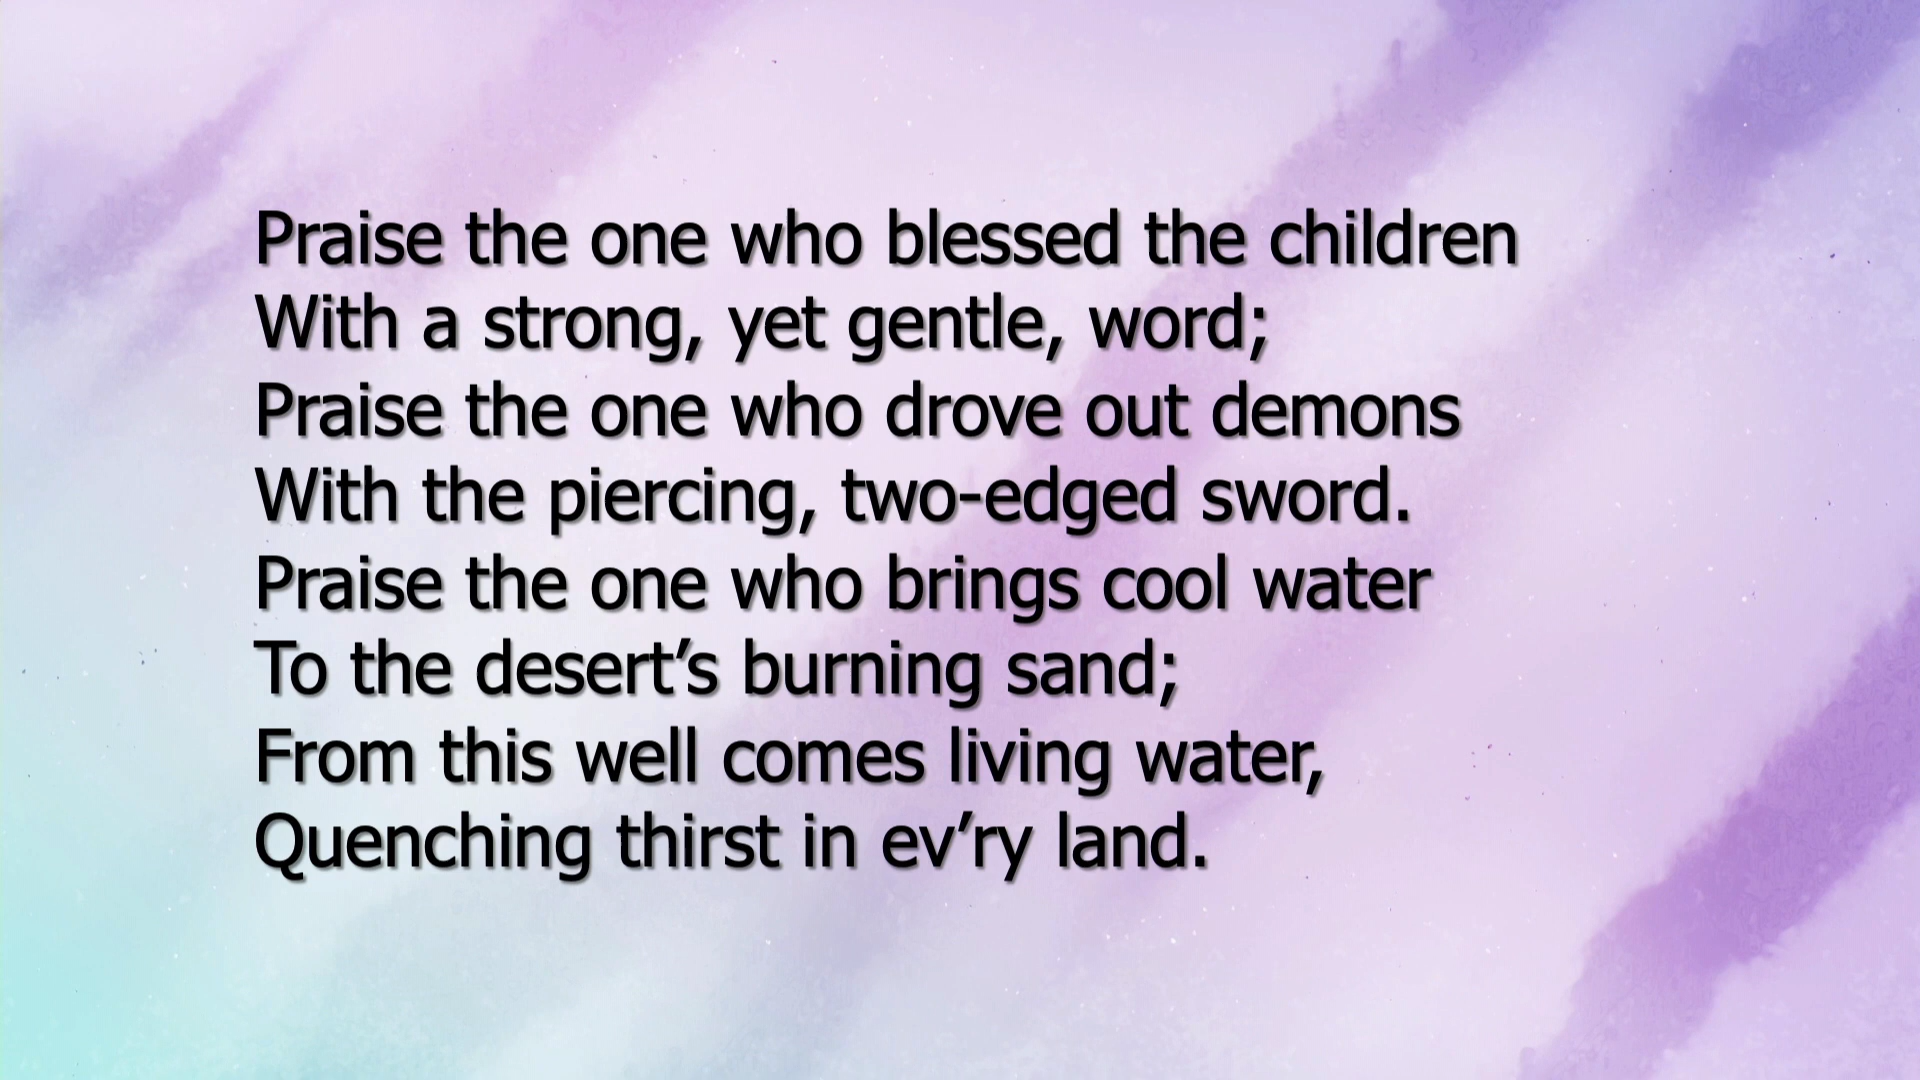 Praise the one who blessed the children
With a strong, yet gentle, word;
Praise the one who drove out demons
With the piercing, two-edged sword.
Praise the one who brings cool water
To the desert’s burning sand;
From this well comes living water,
Quenching thirst in ev’ry land.